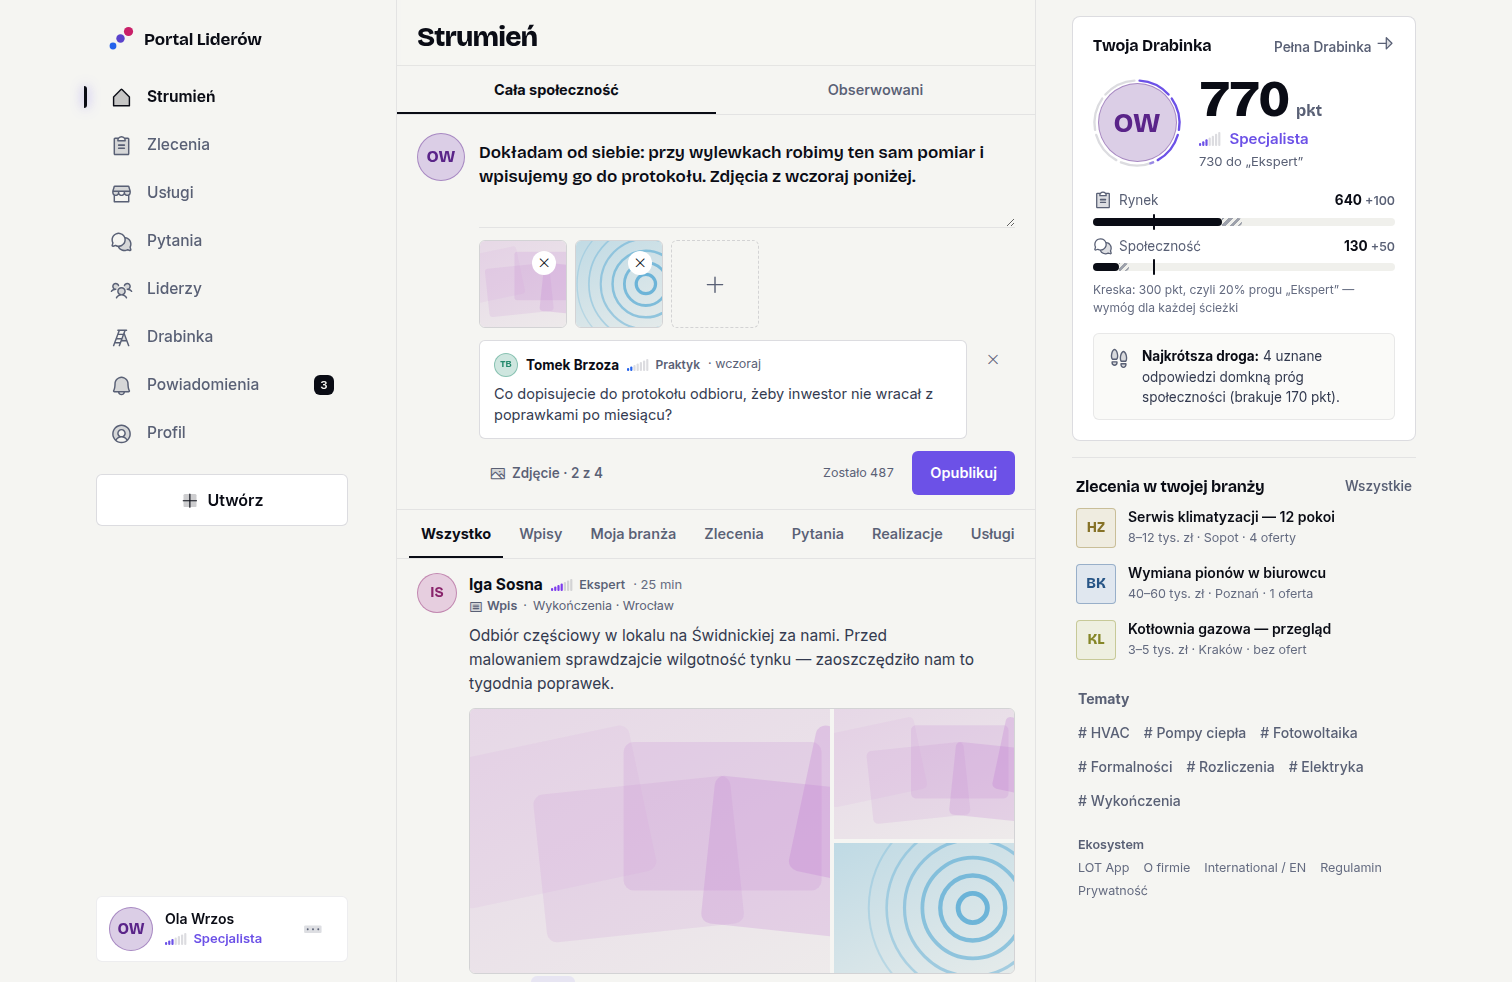 Portal Liderów
Strumień
Zlecenia
Usługi
Pytania
Liderzy
Drabinka
Powiadomienia 3
Profil
Utwórz
OW Ola Wrzos
Specjalista
Strumień
Cała społeczność Obserwowani
OW
Dokładam od siebie: przy wylewkach robimy ten sam pomiar i
wpisujemy go do protokołu. Zdjęcia z wczoraj poniżej.
TB Tomek Brzoza Praktyk · wczoraj
Co dopisujecie do protokołu odbioru, żeby inwestor nie wracał z
poprawkami po miesiącu?
Zdjęcie · 2 z 4 Zostało 487 Opublikuj
Wszystko Wpisy Moja branża Zlecenia Pytania Realizacje Usługi
IS Iga Sosna Ekspert · 25 min
Wpis · Wykończenia · Wrocław
Odbiór częściowy w lokalu na Świdnickiej za nami. Przed
malowaniem sprawdzajcie wilgotność tynku — zaoszczędziło nam to
tygodnia poprawek.
Twoja Drabinka Pełna Drabinka
OW 770 pkt
Specjalista
730 do „Ekspert”
Rynek 640 +100
Społeczność 130 +50
Kreska: 300 pkt, czyli 20% progu „Ekspert” —
wymóg dla każdej ścieżki
Najkrótsza droga: 4 uznane
odpowiedzi domkną próg
społeczności (brakuje 170 pkt).
Zlecenia w twojej branży Wszystkie
HZ Serwis klimatyzacji — 12 pokoi
8–12 tys. zł · Sopot · 4 oferty
BK Wymiana pionów w biurowcu
40–60 tys. zł · Poznań · 1 oferta
KL Kotłownia gazowa — przegląd
3–5 tys. zł · Kraków · bez ofert
Tematy
# HVAC # Pompy ciepła # Fotowoltaika
# Formalności # Rozliczenia # Elektryka
# Wykończenia
Ekosystem
LOT App O firmie International / EN Regulamin
Prywatność